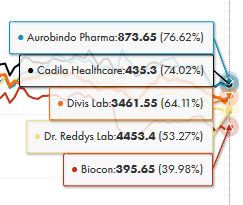 Aurobindo Pharma:873.65 (76.62%)
Cadila Healthcare:435.3 (74.02%)
Divis Lab:3461.55 (64.11%)
Dr. Reddys Lab:4453.4 (53.27%)
Biocon:395.65 (39.98%)